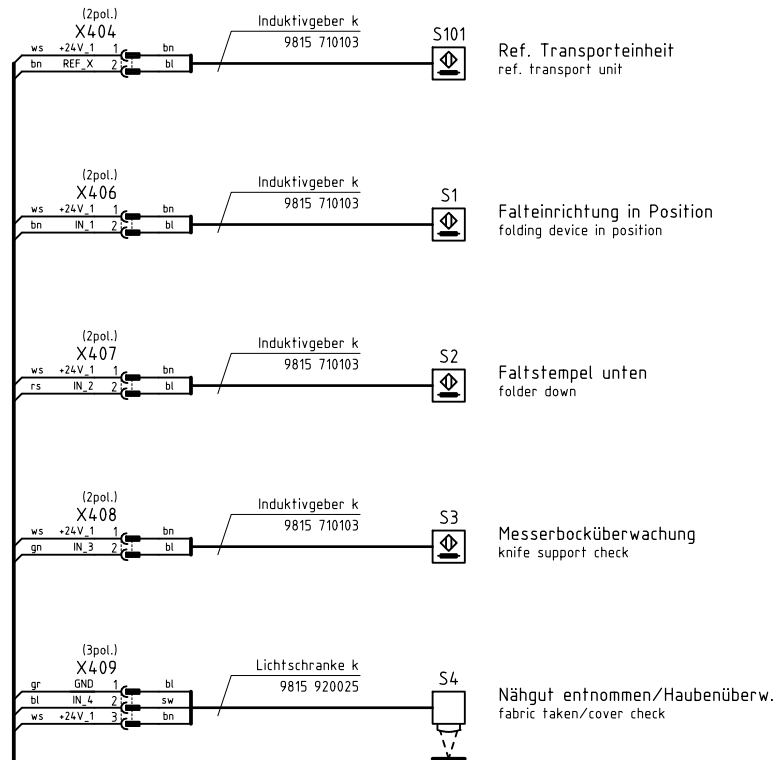 (2pol.)
X404
ws +24V_1 1 bn
bn REF_X 2 bl
Induktivgeber k
9815 710103
S101
Ref. Transporteinheit
ref. transport unit
(2pol.)
X406
ws +24V_1 1 bn
bn IN_1 2 bl
Induktivgeber k
9815 710103
S1
Falteinrichtung in Position
folding device in position
(2pol.)
X407
ws +24V_1 1 bn
rs IN_2 2 bl
Induktivgeber k
9815 710103
S2
Faltstempel unten
folder down
(2pol.)
X408
ws +24V_1 1 bn
gn IN_3 2 bl
Induktivgeber k
9815 710103
S3
Messerbocküberwachung
knife support check
(3pol.)
X409
gr GND 1 bl
bl IN_4 2 sw
ws +24V_1 3 bn
Lichtschranke k
9815 920025
S4
Nähgut entnommen/Haubenüberw.
fabric taken/cover check